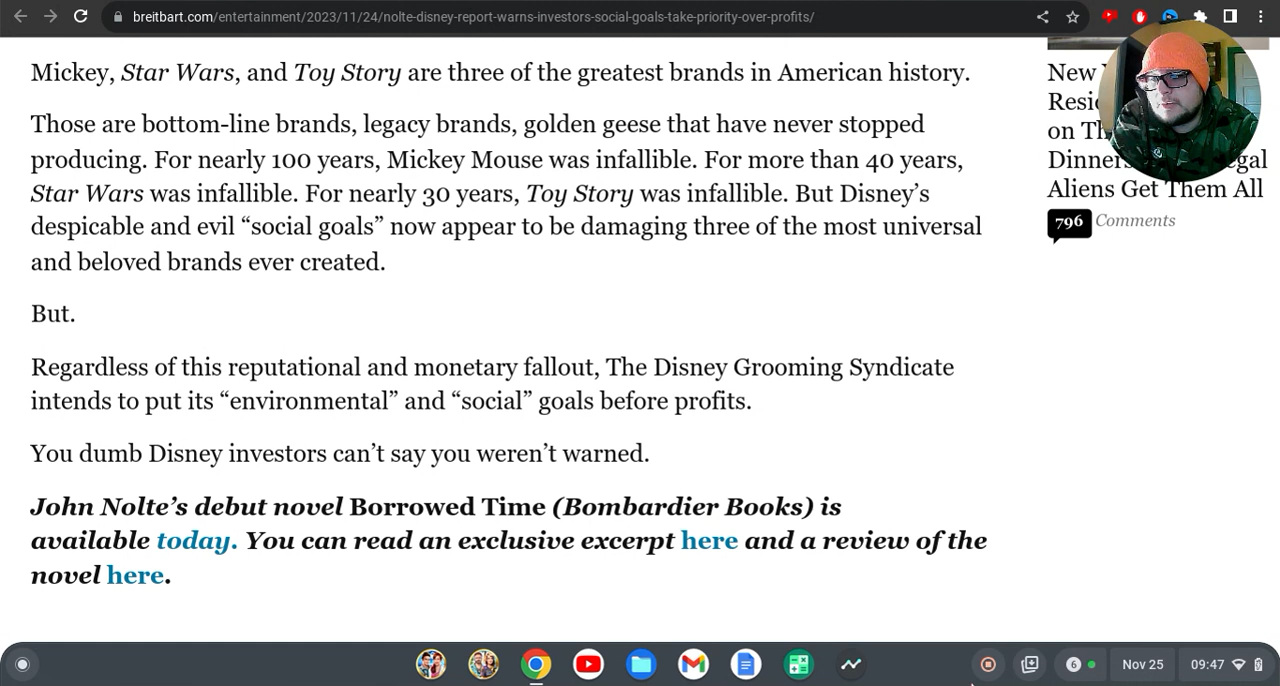 breitbart.com/entertainment/2023/11/24/nolte-disney-report-warns-investors-social-goals-take-priority-over-profits/
Mickey, Star Wars, and Toy Story are three of the greatest brands in American history.
Those are bottom-line brands, legacy brands, golden geese that have never stopped
producing. For nearly 100 years, Mickey Mouse was infallible. For more than 40 years,
Star Wars was infallible. For nearly 30 years, Toy Story was infallible. But Disney’s
despicable and evil “social goals” now appear to be damaging three of the most universal
and beloved brands ever created.
But.
Regardless of this reputational and monetary fallout, The Disney Grooming Syndicate
intends to put its “environmental” and “social” goals before profits.
You dumb Disney investors can’t say you weren’t warned.
John Nolte’s debut novel Borrowed Time (Bombardier Books) is
available today. You can read an exclusive excerpt here and a review of the
novel here.
New
on
Aliens Get Them All
796 Comments
6
Nov 25
09:47